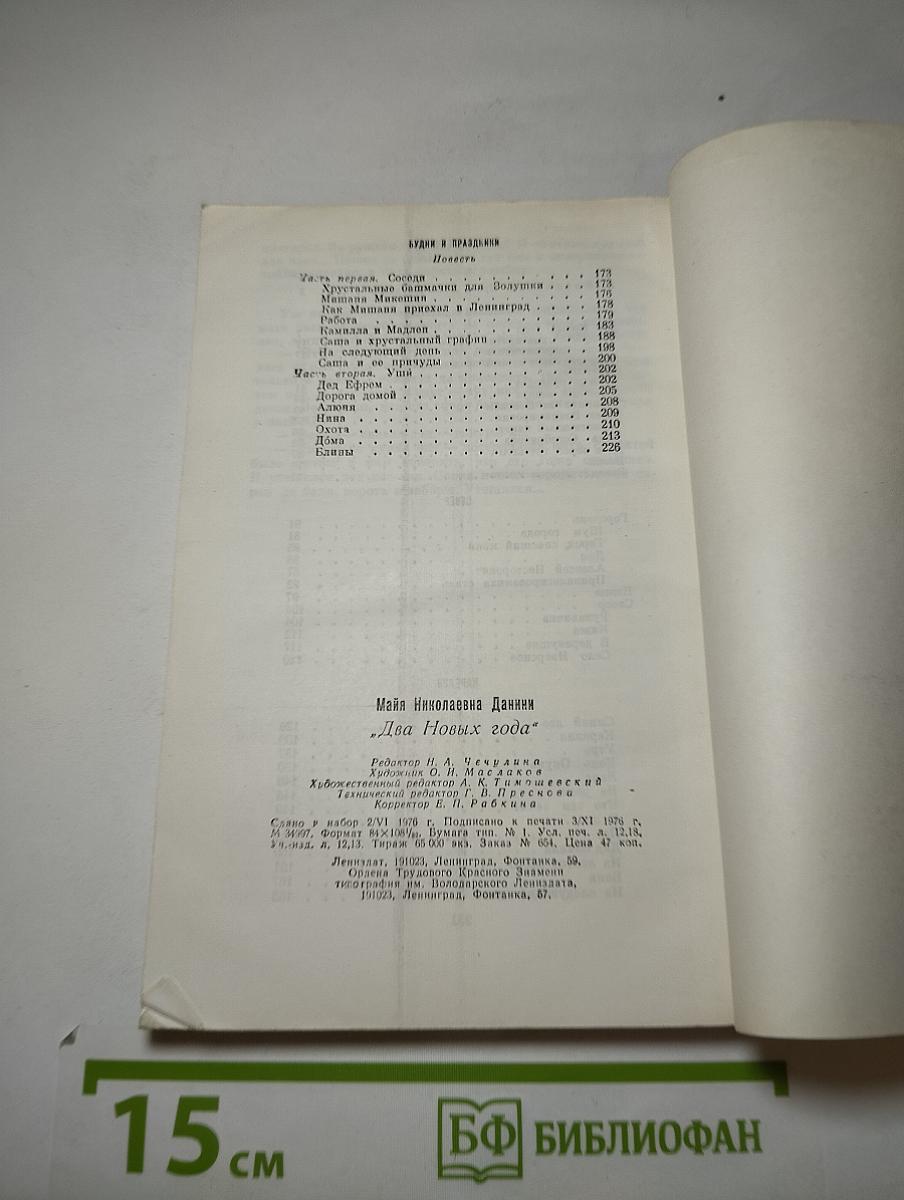 БУДНИ И ПРАЗДНИКИ
Повесть
Часть первая. Соседи . . . . . . . . . . . 173
Хрустальные башмачки для Золушки . . . 173
Мишаня Микешин . . . . . . . . . . . 176
Как Мишаня приехал в Ленинград . . . . 178
Работа . . . . . . . . . . . . . . . 179
Камилла и Мадлен . . . . . . . . . . . 183
Саша и хрустальный графин . . . . . . . 188
На следующий день . . . . . . . . . . 198
Саша и ее причуды . . . . . . . . . . 200
Часть вторая. Уши . . . . . . . . . . . . 202
Дед Ефрем . . . . . . . . . . . . . . 202
Дорога домой . . . . . . . . . . . . . 205
Алюня . . . . . . . . . . . . . . . 208
Нина . . . . . . . . . . . . . . . . 209
Охота . . . . . . . . . . . . . . . . 210
Дома . . . . . . . . . . . . . . . . 213
Блины . . . . . . . . . . . . . . . 226
Майя Николаевна Данини
„Два Новых года“
Редактор Н. А. Чечулина
Художник О. И. Маслаков
Художественный редактор А. К. Тимошевский
Технический редактор Г. В. Преснова
Корректор Е. П. Рабкина
Сдано в набор 2/VI 1976 г. Подписано к печати 3/XI 1976 г.
М 34997. Формат 84×108¹/₃₂. Бумага тип. № 1. Усл. печ. л. 12,18.
Уч.-изд. л. 12,13. Тираж 65 000 экз. Заказ № 654. Цена 47 коп.
Лениздат, 191023, Ленинград, Фонтанка, 59.
Ордена Трудового Красного Знамени
типография им. Володарского Лениздата,
191023, Ленинград, Фонтанка, 57.
15 см
БФ БИБЛИОФАН